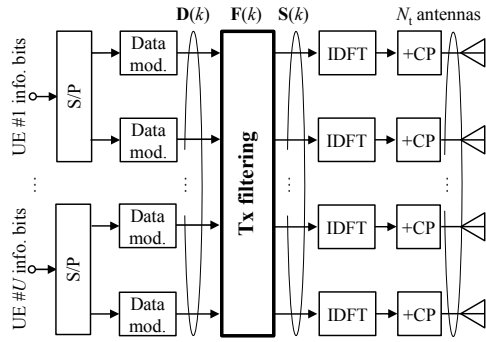 D(k) F(k) S(k) Nt antennas
UE #1 info. bits
S/P
Data mod.
IDFT
+CP
Data mod.
IDFT
+CP
Tx filtering
... ... ... ...
UE #U info. bits
S/P
Data mod.
IDFT
+CP
Data mod.
IDFT
+CP